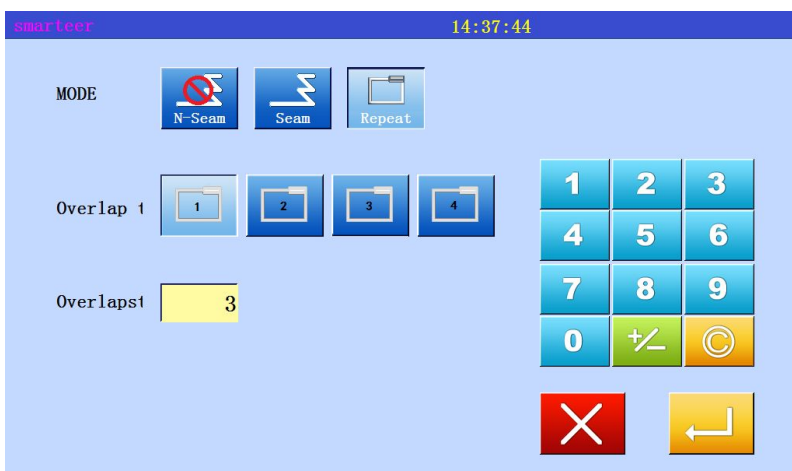 smarteer 14:37:44
MODE N-Seam Seam Repeat
Overlap t 1 2 3 4
Overlapst 3
1 2 3
4 5 6
7 8 9
0 +/- ©